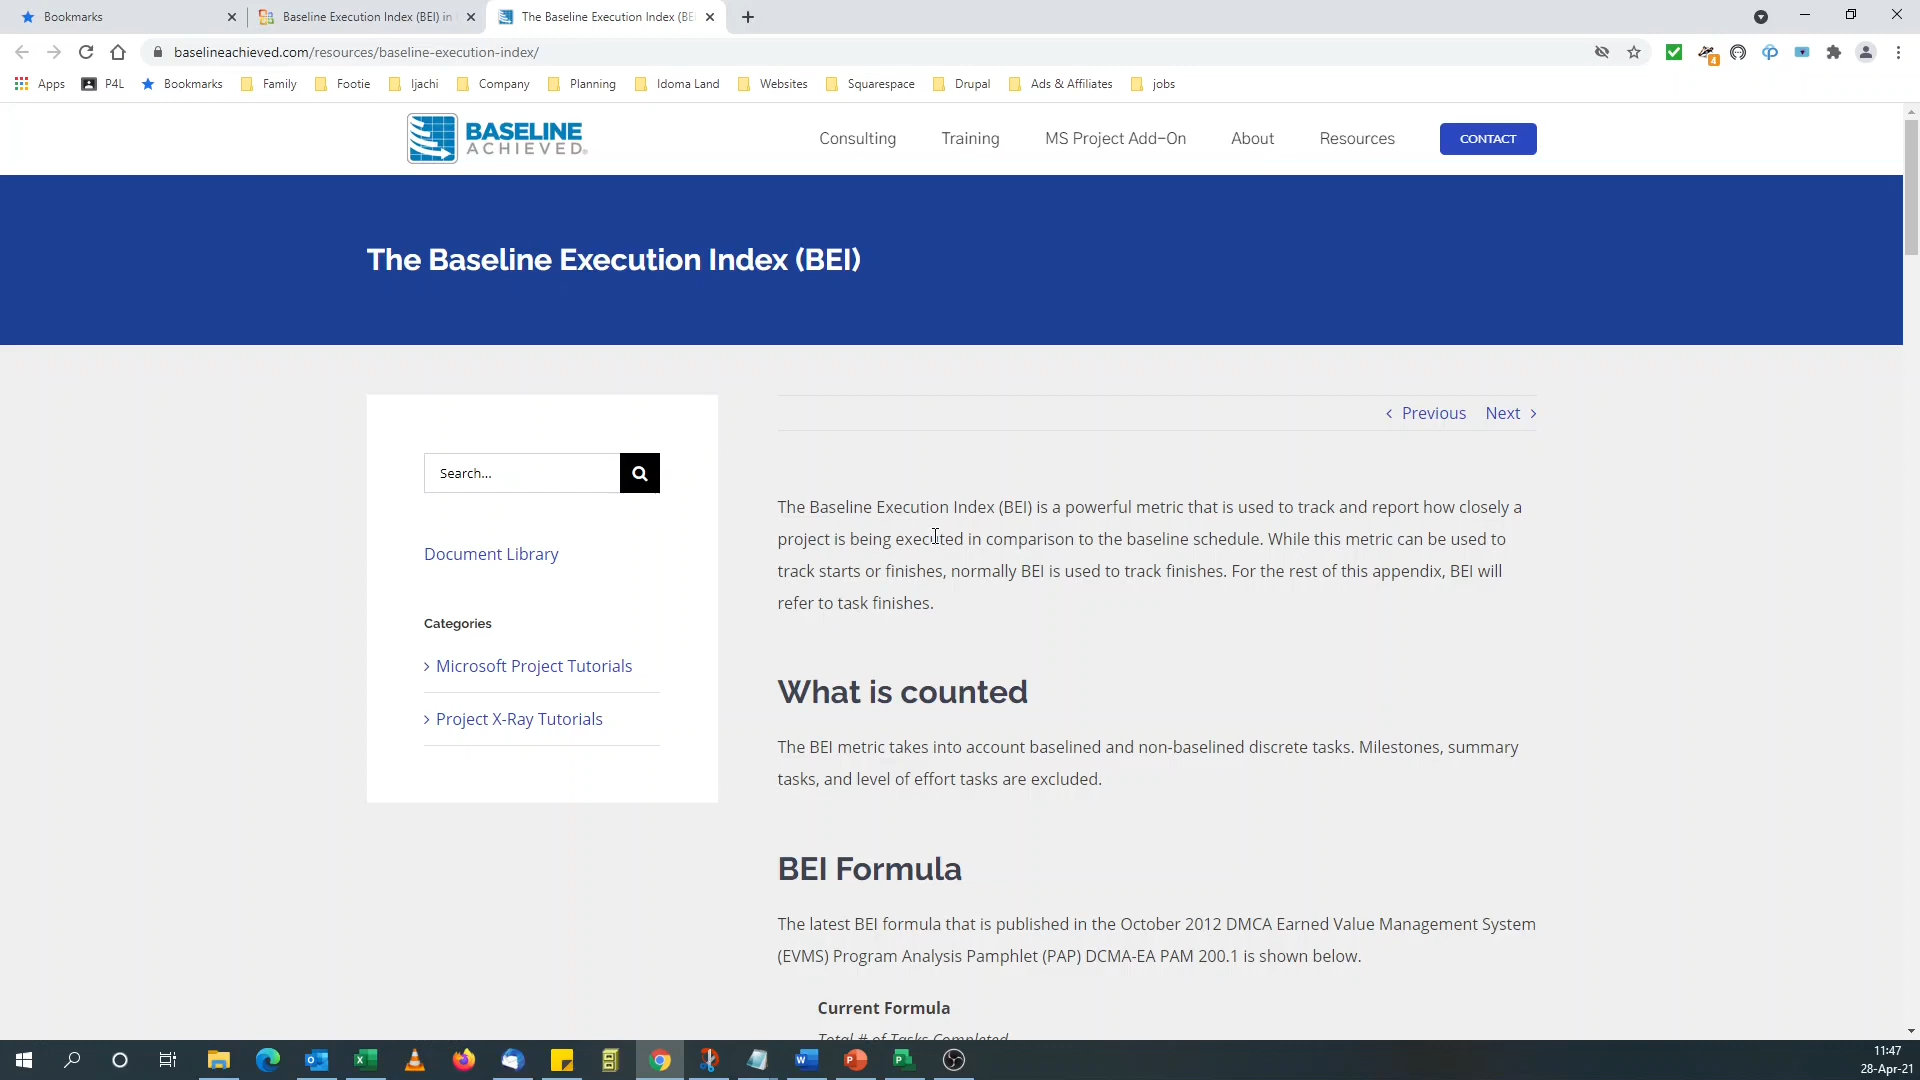 Bookmarks
Baseline Execution Index (BEI) in
The Baseline Execution Index (BE
baselineachieved.com/resources/baseline-execution-index/
4
Apps
P4L
Bookmarks
Family
Footie
Ijachi
Company
Planning
Idoma Land
Websites
Squarespace
Drupal
Ads & Affiliates
jobs
BASELINE
ACHIEVED
Consulting
Training
MS Project Add-On
About
Resources
CONTACT
The Baseline Execution Index (BEI)
Previous
Next
Search...
Document Library
Categories
Microsoft Project Tutorials
Project X-Ray Tutorials
The Baseline Execution Index (BEI) is a powerful metric that is used to track and report how closely a
project is being executed in comparison to the baseline schedule. While this metric can be used to
track starts or finishes, normally BEI is used to track finishes. For the rest of this appendix, BEI will
refer to task finishes.
What is counted
The BEI metric takes into account baselined and non-baselined discrete tasks. Milestones, summary
tasks, and level of effort tasks are excluded.
BEI Formula
The latest BEI formula that is published in the October 2012 DMCA Earned Value Management System
(EVMS) Program Analysis Pamphlet (PAP) DCMA-EA PAM 200.1 is shown below.
Current Formula
Total # of Tasks Completed
11:47
28-Apr-21